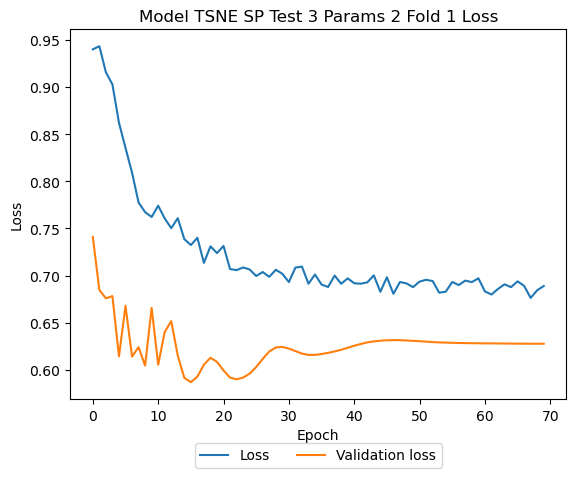 Model TSNE SP Test 3 Params 2 Fold 1 Loss
0.95
0.90
0.85
0.80
0.75
0.70
0.65
0.60
Loss
0 10 20 30 40 50 60 70
Epoch
Loss Validation loss